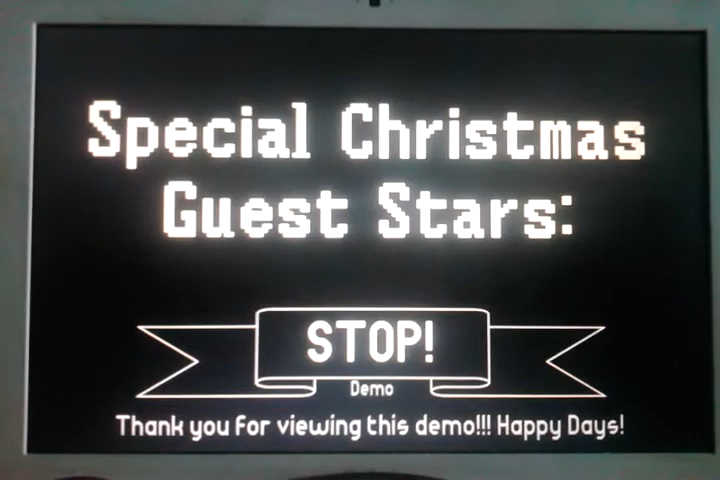 Special Christmas
Guest Stars:
STOP!
Demo
Thank you for viewing this demo!!! Happy Days!